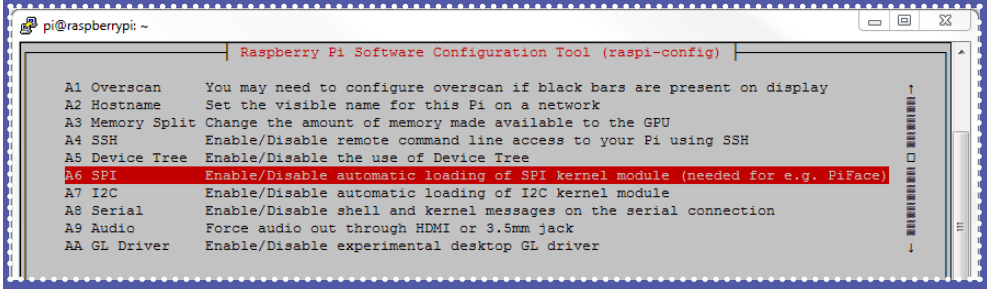 pi@raspberrypi: ~
Raspberry Pi Software Configuration Tool (raspi-config)
A1 Overscan You may need to configure overscan if black bars are present on display
A2 Hostname Set the visible name for this Pi on a network
A3 Memory Split Change the amount of memory made available to the GPU
A4 SSH Enable/Disable remote command line access to your Pi using SSH
A5 Device Tree Enable/Disable the use of Device Tree
A6 SPI Enable/Disable automatic loading of SPI kernel module (needed for e.g. PiFace)
A7 I2C Enable/Disable automatic loading of I2C kernel module
A8 Serial Enable/Disable shell and kernel messages on the serial connection
A9 Audio Force audio out through HDMI or 3.5mm jack
AA GL Driver Enable/Disable experimental desktop GL driver